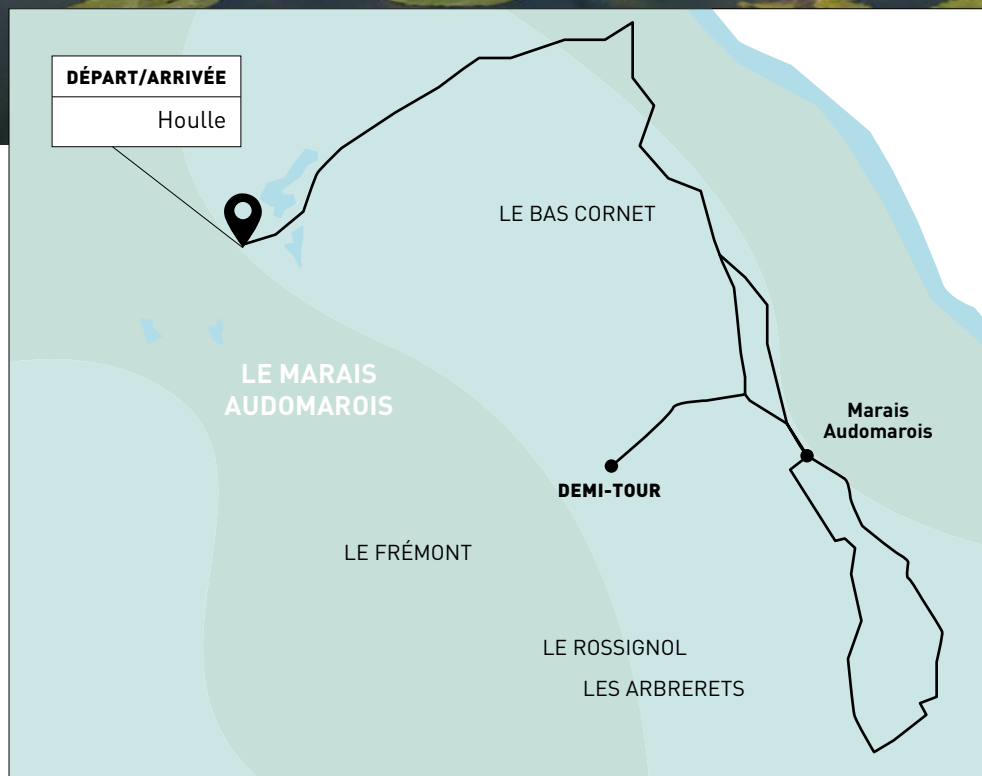 DÉPART/ARRIVÉE
Houlle
LE BAS CORNET
LE MARAIS
AUDOMAROIS
Marais
Audomarois
DEMI-TOUR
LE FRÉMONT
LE ROSSIGNOL
LES ARBRERETS